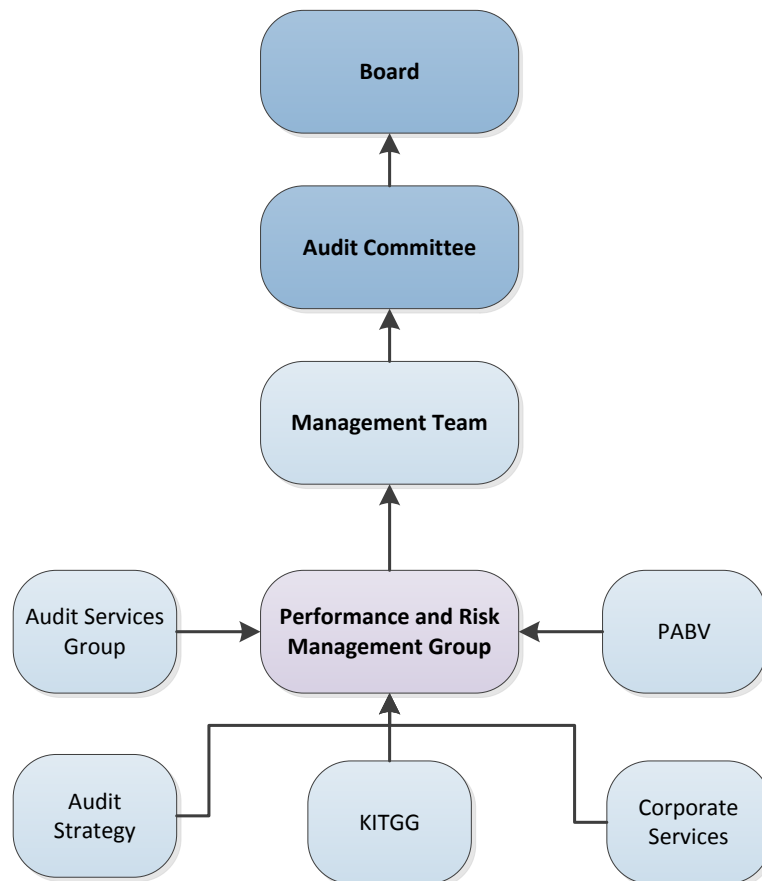 Board
Audit Committee
Management Team
Audit Services
Group
Performance and Risk
Management Group
PABV
Audit
Strategy
KITGG
Corporate
Services